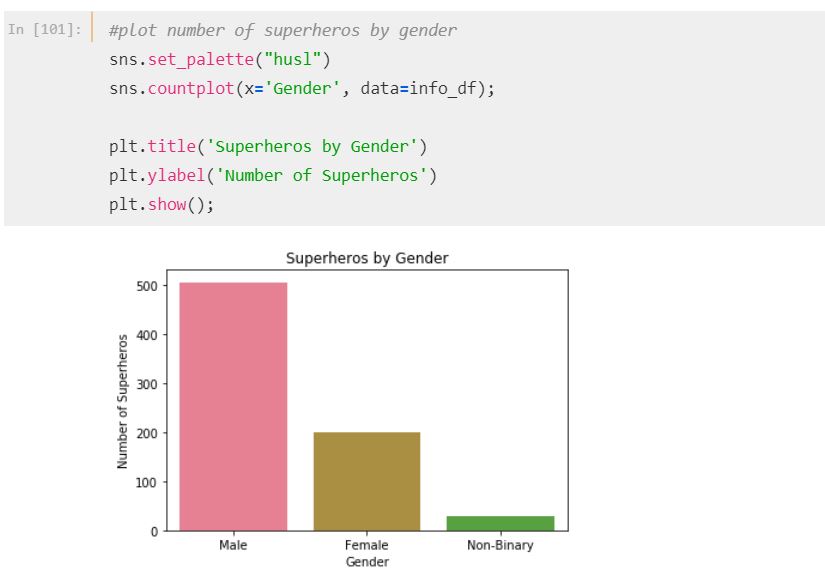 In [101]: #plot number of superheros by gender
sns.set_palette("husl")
sns.countplot(x='Gender', data=info_df);
plt.title('Superheros by Gender')
plt.ylabel('Number of Superheros')
plt.show();
Superheros by Gender
Number of Superheros
500
400
300
200
100
0
Male Female Non-Binary
Gender